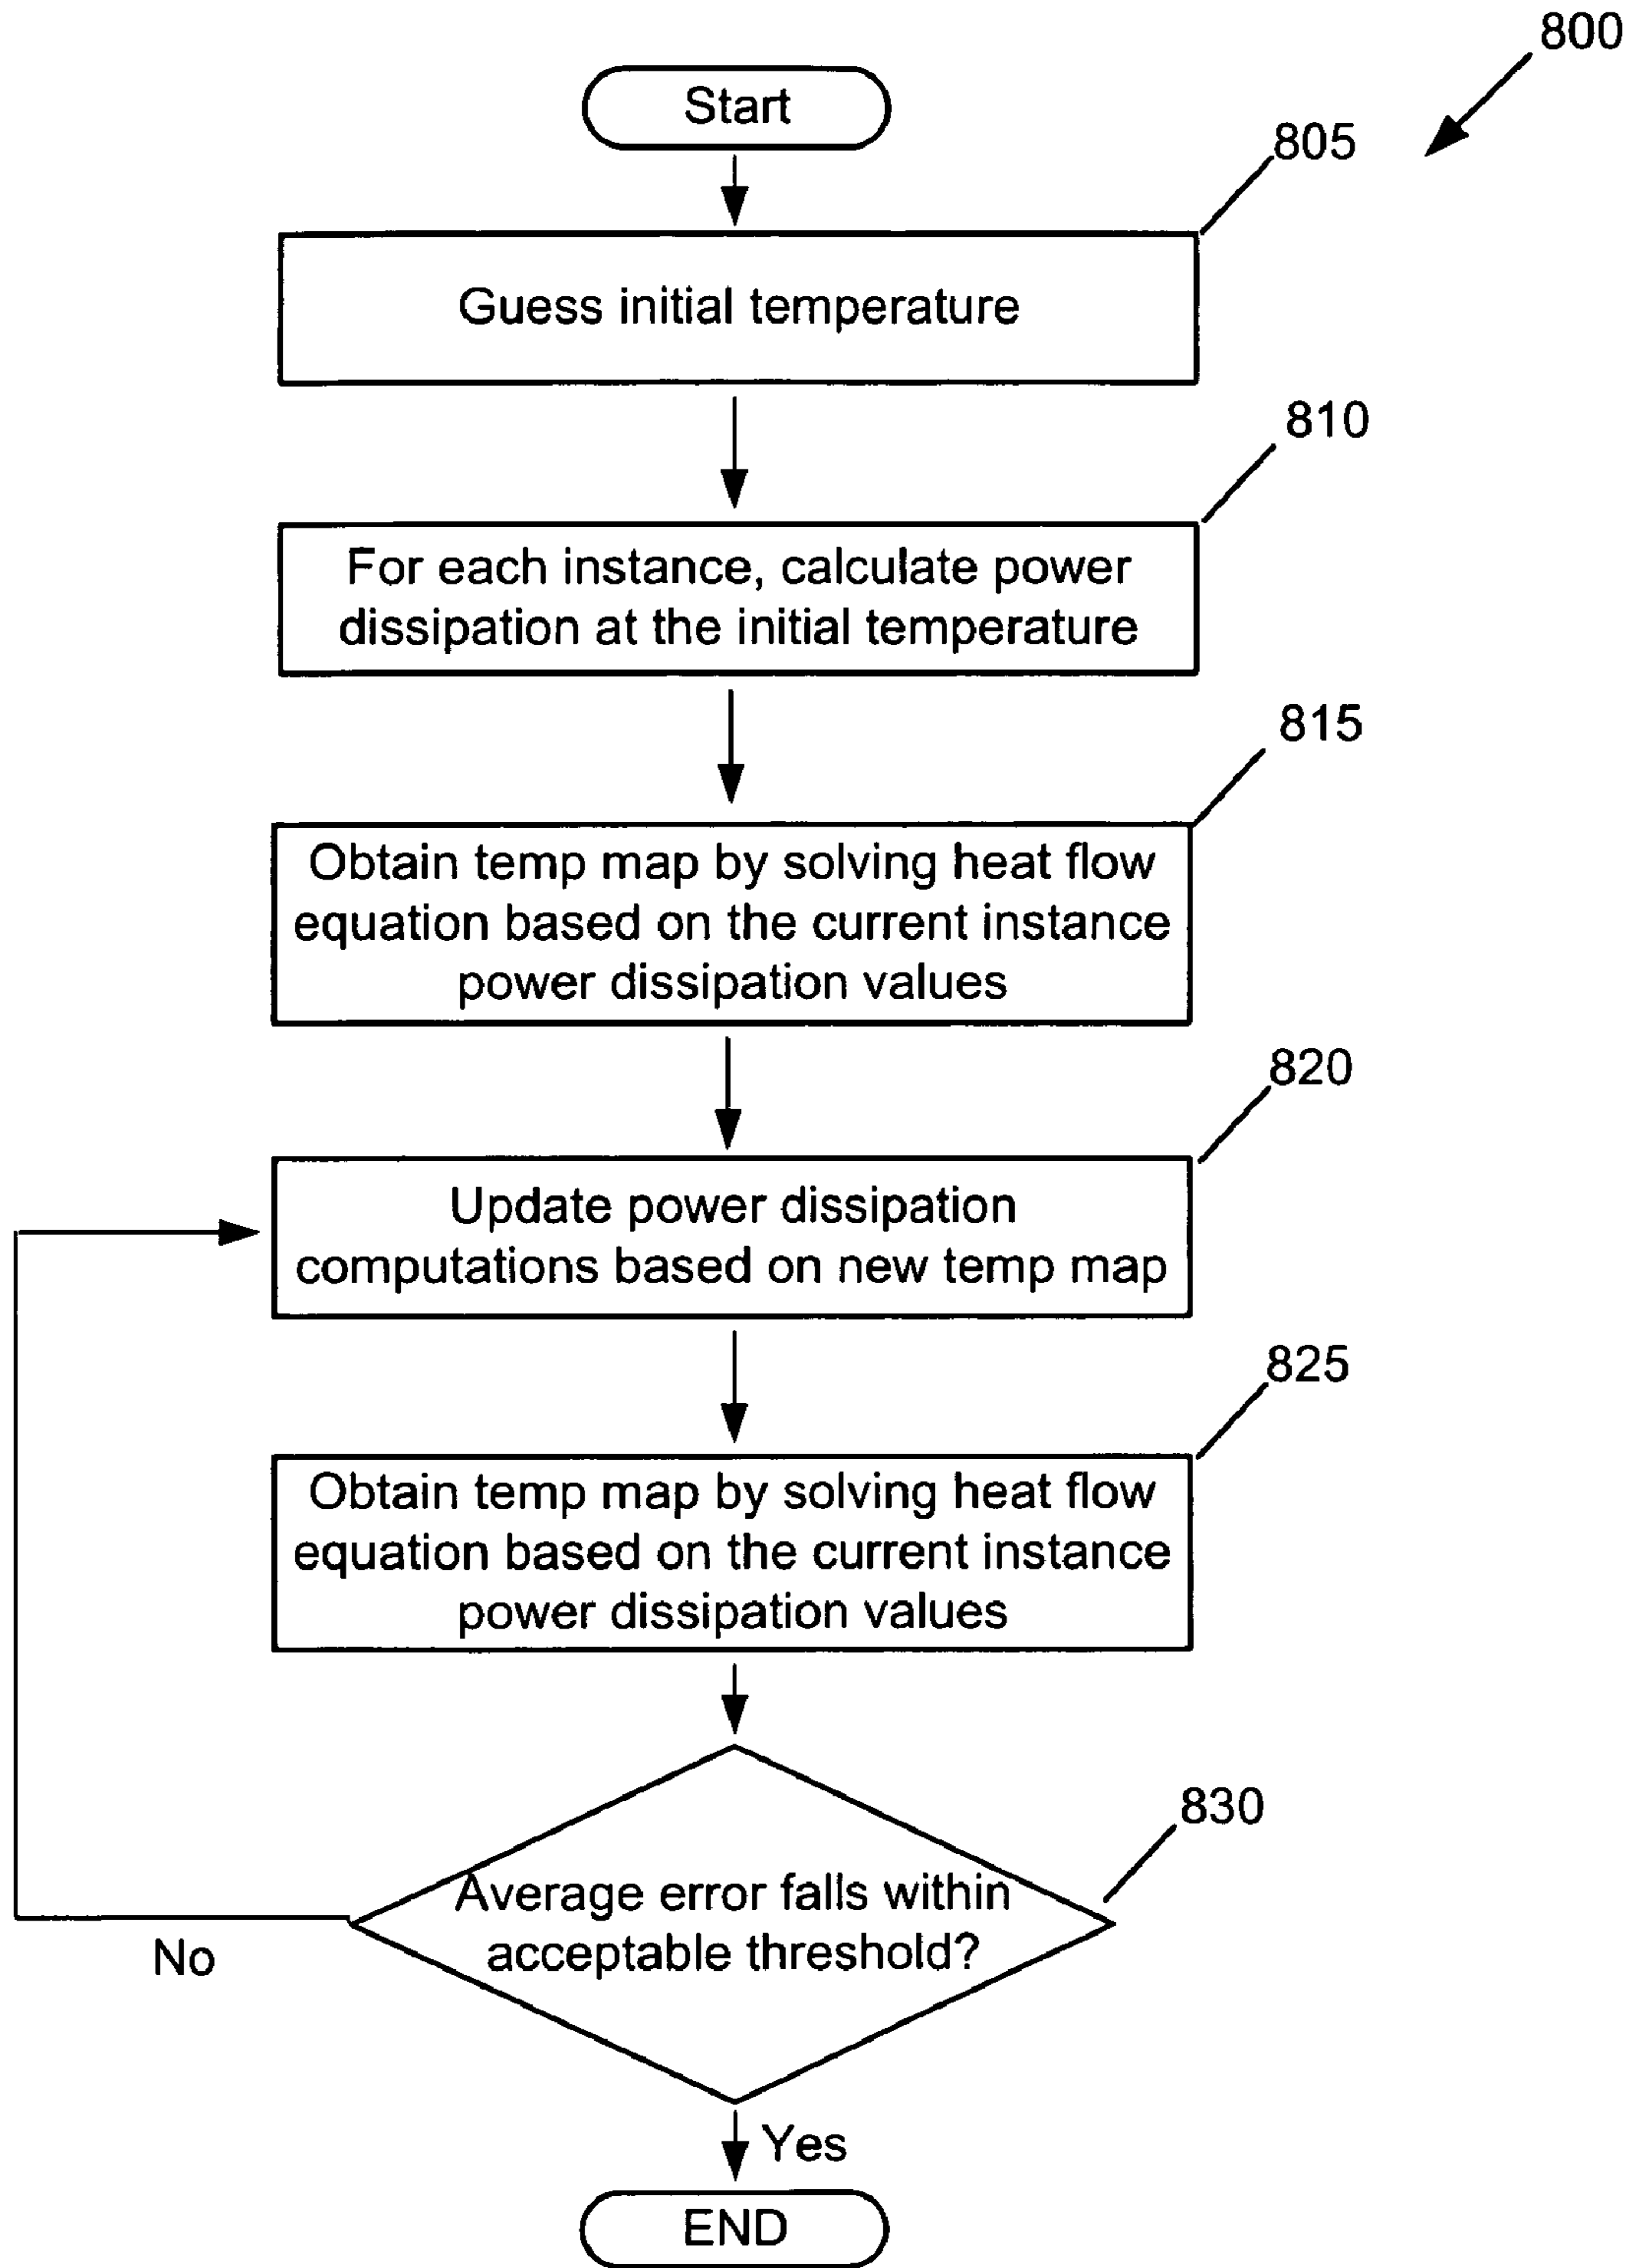 800
Start
805
Guess initial temperature
810
For each instance, calculate power
dissipation at the initial temperature
815
Obtain temp map by solving heat flow
equation based on the current instance
power dissipation values
820
Update power dissipation
computations based on new temp map
825
Obtain temp map by solving heat flow
equation based on the current instance
power dissipation values
830
Average error falls within
acceptable threshold?
No
Yes
END